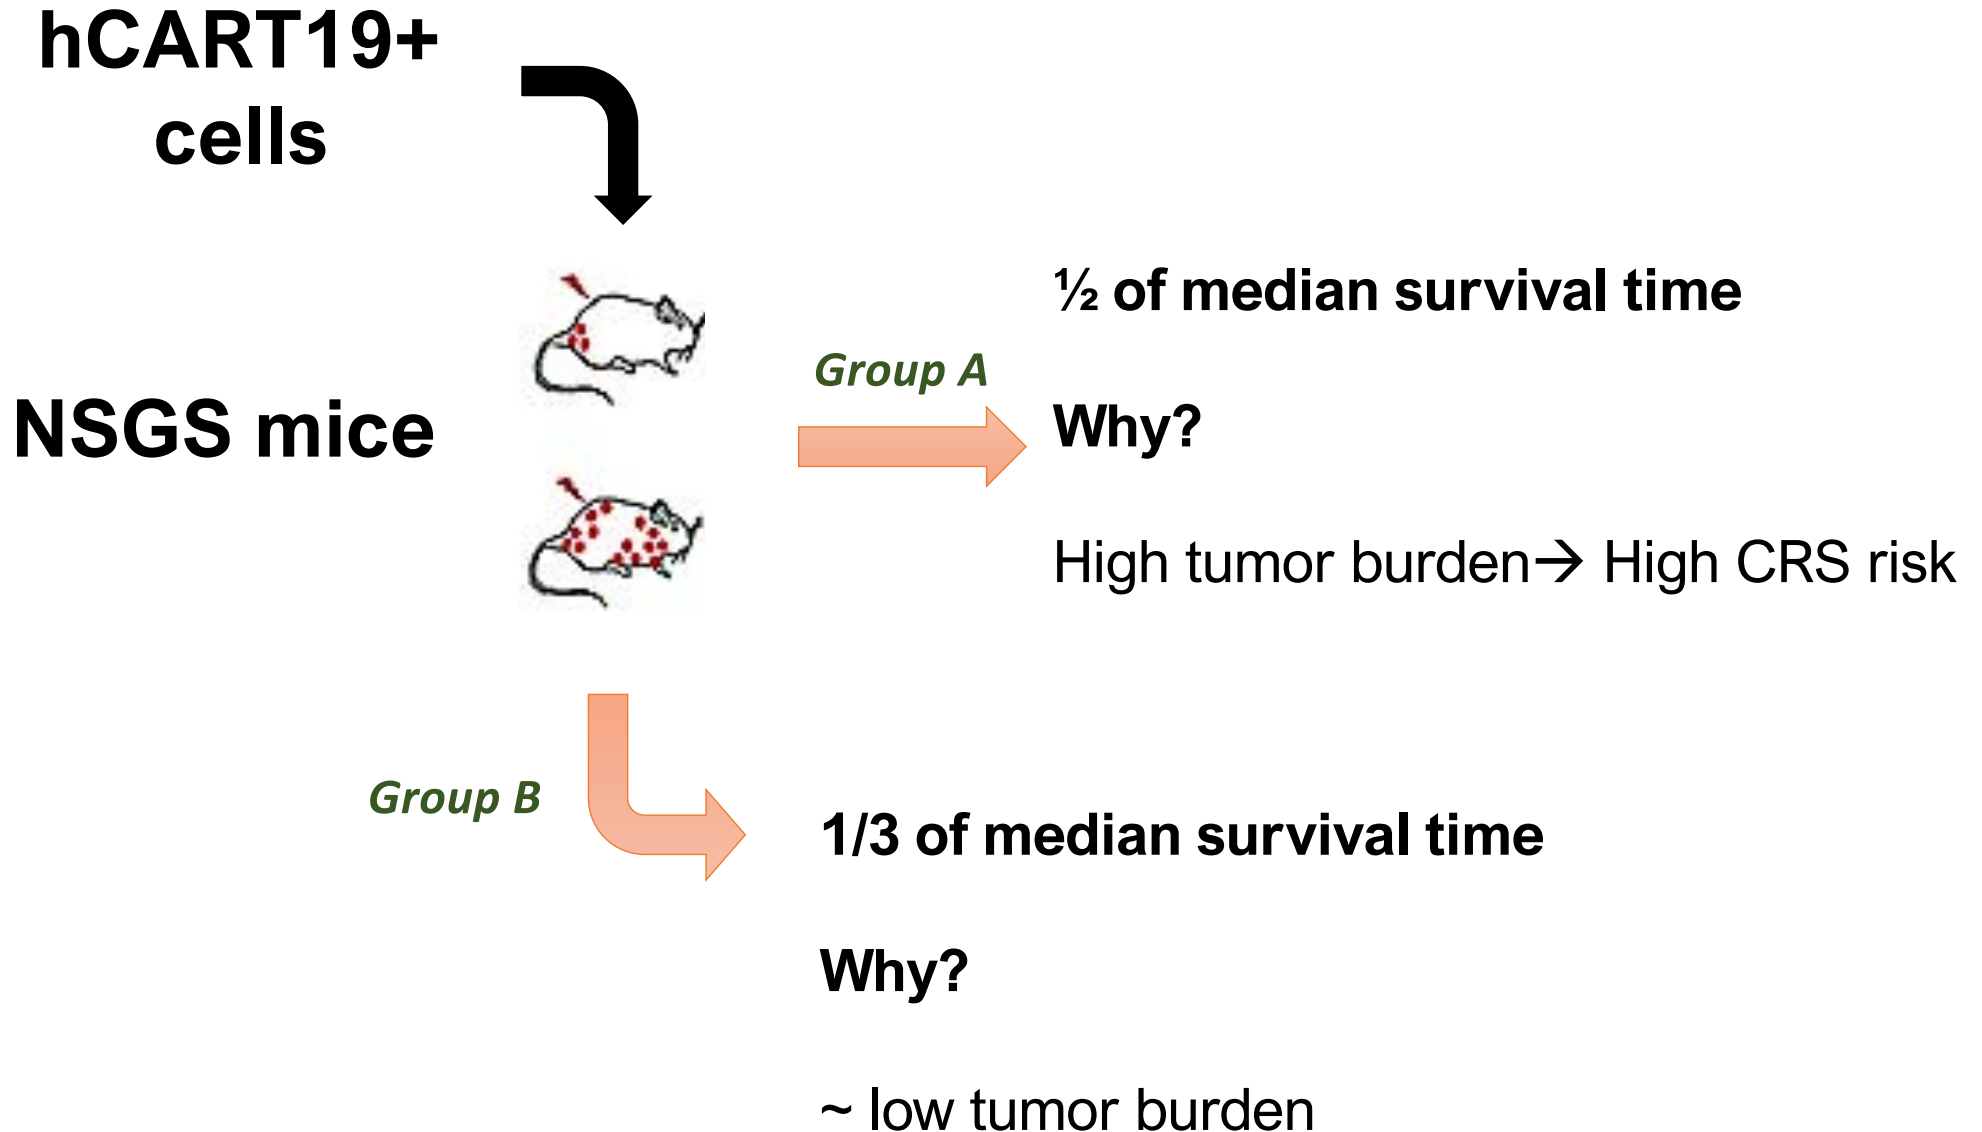 hCART19+
cells
NSGS mice
Group A
½ of median survival time
Why?
High tumor burden→ High CRS risk
Group B
1/3 of median survival time
Why?
~ low tumor burden